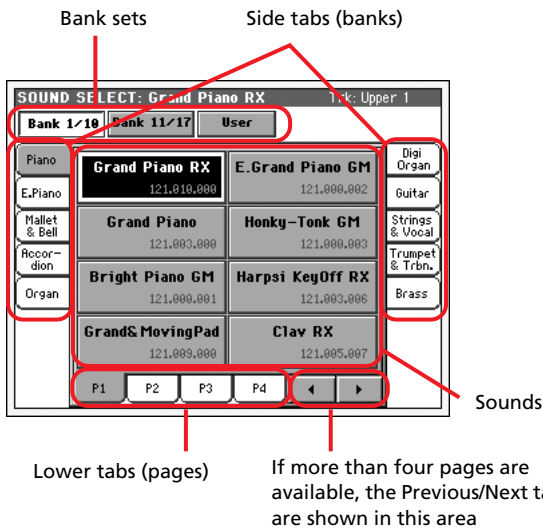 Bank sets
Side tabs (banks)
SOUND SELECT: Grand Piano RX Trk: Upper 1
Bank 1/10 Bank 11/17 User
Piano
E.Piano
Mallet
& Bell
Accor-
dion
Organ
Grand Piano RX
121.010.000
E.Grand Piano GM
121.000.002
Grand Piano
121.003.000
Honky-Tonk GM
121.000.003
Bright Piano GM
121.000.001
Harpsi KeyOff RX
121.003.006
Grand&MovingPad
121.009.000
Clav RX
121.005.007
Digi
Organ
Guitar
Strings
& Vocal
Trumpet
& Trbn.
Brass
P1 P2 P3 P4
Sounds
Lower tabs (pages)
If more than four pages are
available, the Previous/Next ta
are shown in this area